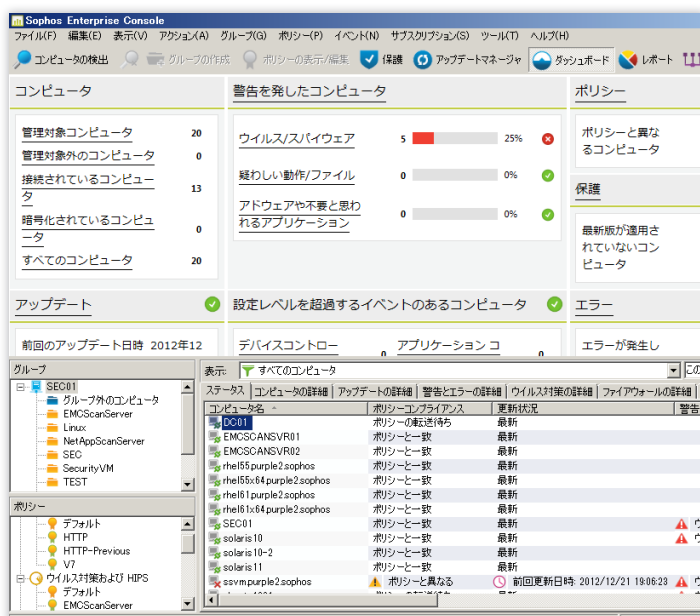 Sophos Enterprise Console
ファイル(F) 編集(E) 表示(V) アクション(A) グループ(G) ポリシー(P) イベント(N) サブスクリプション(S) ツール(T) ヘルプ(H)
コンピュータの検出 グループの作成 ポリシーの表示/編集 保護 アップデートマネージャ ダッシュボード レポート
コンピュータ
管理対象コンピュータ 20
管理対象外のコンピュータ 0
接続されているコンピュー
タ 13
暗号化されているコンピュ
ータ 0
すべてのコンピュータ 20
警告を発したコンピュータ
ウイルス/スパイウェア 5 25%
疑わしい動作/ファイル 0 0%
アドウェアや不要と思わ
れるアプリケーション 0 0%
ポリシー
ポリシーと異な
るコンピュータ
保護
最新版が適用さ
れていないコン
ピュータ
アップデート
前回のアップデート日時 2012年12
設定レベルを超過するイベントのあるコンピュータ
デバイスコントロー 0 アプリケーション コ 0
エラー
エラーが発生し
グループ
SEC01
グループ外のコンピュータ
EMCScanServer
Linux
NetAppScanServer
SEC
SecurityVM
TEST
ポリシー
デフォルト
HTTP
HTTP-Previous
V7
ウイルス対策および HIPS
デフォルト
EMCScanServer
表示: すべてのコンピュータ この
ステータス コンピュータの詳細 アップデートの詳細 警告とエラーの詳細 ウイルス対策の詳細 ファイアウォールの詳細
コンピュータ名 ポリシーコンプライアンス 更新状況 警告
DC01 ポリシーの転送待ち 最新
EMCSCANSVR01 ポリシーと一致 最新
EMCSCANSVR02 ポリシーと一致 最新
rhel55.purple2.sophos ポリシーと一致 最新
rhel55x64.purple2.sophos ポリシーと一致 最新
rhel61.purple2.sophos ポリシーと一致 最新
rhel61x64.purple2.sophos ポリシーと一致 最新
SEC01 ポリシーと一致 最新 ウ
solaris10 ポリシーと一致 最新 ウ
solaris10-2 ポリシーと一致 最新
solaris11 ポリシーと一致 最新
ssvm.purple2.sophos ポリシーと異なる 前回更新日時: 2012/12/21 19:06:23 ウ